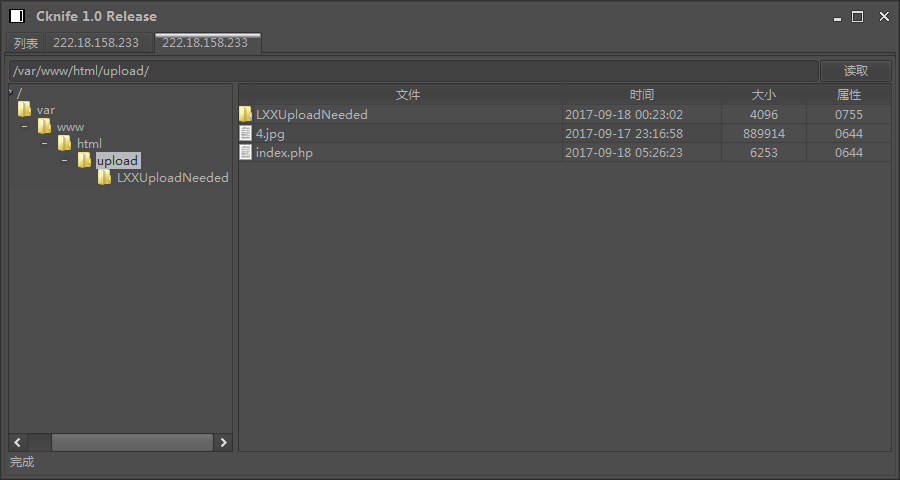 Cknife 1.0 Release
列表 222.18.158.233 222.18.158.233
/var/www/html/upload/ 读取
/
var
www
html
upload
LXXUploadNeeded
文件 时间 大小 属性
LXXUploadNeeded 2017-09-18 00:23:02 4096 0755
4.jpg 2017-09-17 23:16:58 889914 0644
index.php 2017-09-18 05:26:23 6253 0644
完成